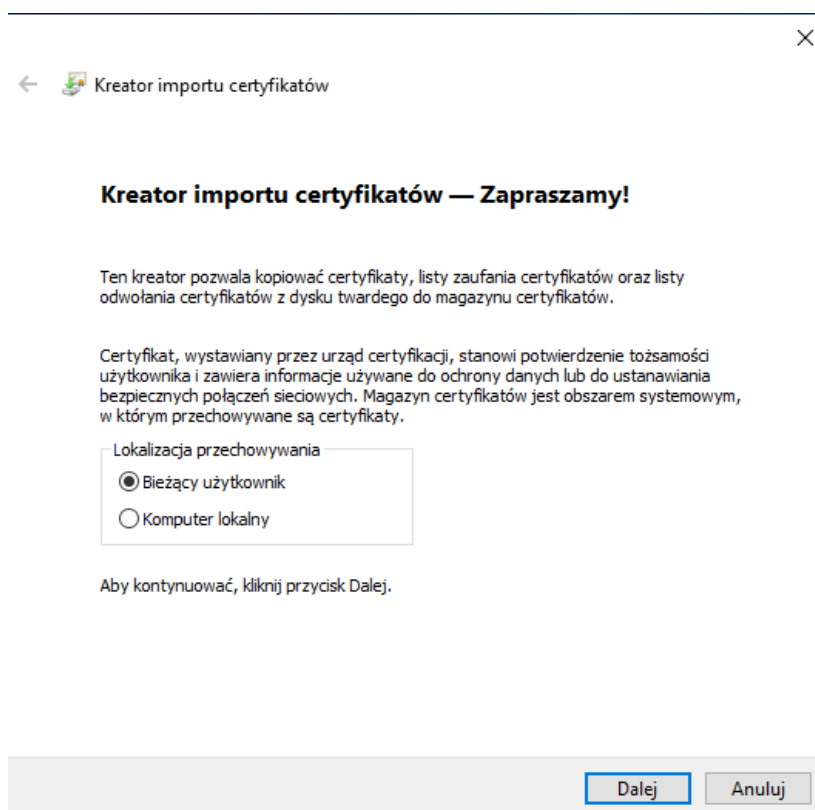 Kreator importu certyfikatów
Kreator importu certyfikatów — Zapraszamy!
Ten kreator pozwala kopiować certyfikaty, listy zaufania certyfikatów oraz listy
odwołania certyfikatów z dysku twardego do magazynu certyfikatów.
Certyfikat, wystawiany przez urząd certyfikacji, stanowi potwierdzenie tożsamości
użytkownika i zawiera informacje używane do ochrony danych lub do ustanawiania
bezpiecznych połączeń sieciowych. Magazyn certyfikatów jest obszarem systemowym,
w którym przechowywane są certyfikaty.
Lokalizacja przechowywania
Bieżący użytkownik
Komputer lokalny
Aby kontynuować, kliknij przycisk Dalej.
Dalej
Anuluj